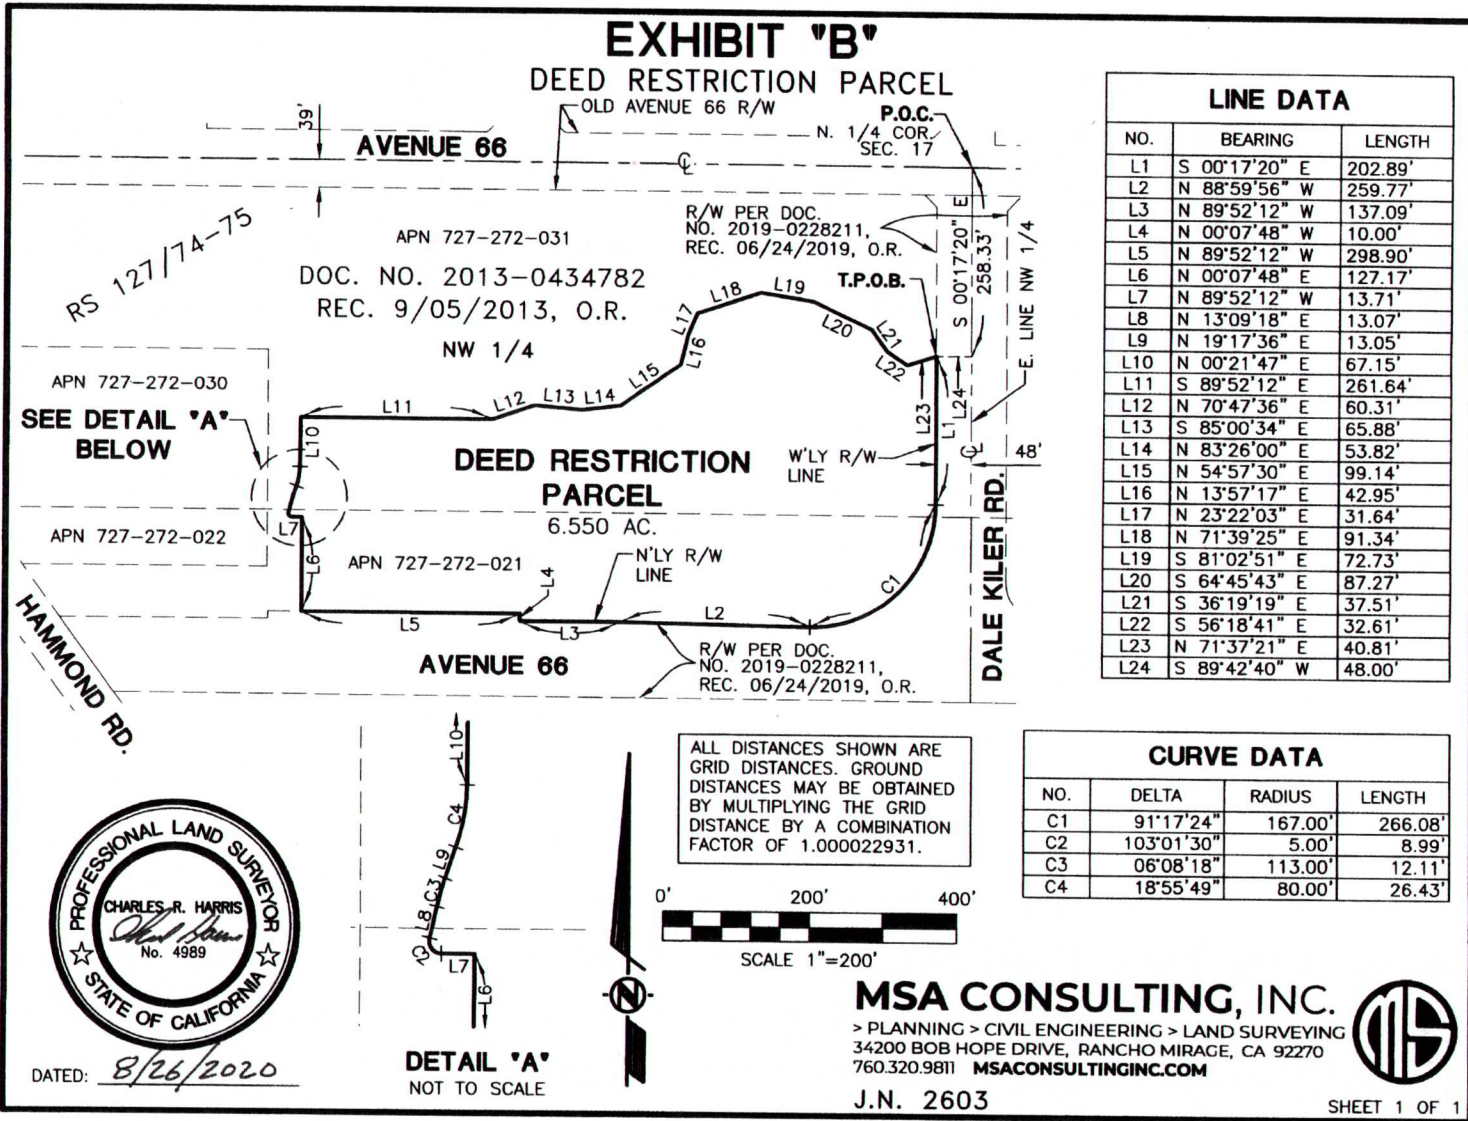 EXHIBIT "B"
DEED RESTRICTION PARCEL
OLD AVENUE 66 R/W
P.O.C.
N. 1/4 COR.
SEC. 17
39'
AVENUE 66
℄
RS 127/74-75
APN 727-272-031
DOC. NO. 2013-0434782
REC. 9/05/2013, O.R.
NW 1/4
R/W PER DOC.
NO. 2019-0228211,
REC. 06/24/2019, O.R.
T.P.O.B.
S 00°17'20" E
258.33'
E. LINE NW 1/4
APN 727-272-030
SEE DETAIL "A"
BELOW
L10
L11
L12
L13
L14
L15
L16
L17
L18
L19
L20
L21
L22
L23
L1
L24
℄
48'
W'LY R/W
LINE
DEED RESTRICTION
PARCEL
6.550 AC.
L7
L6
APN 727-272-022
APN 727-272-021
L4
N'LY R/W
LINE
C1
L2
L3
L5
DALE KILER RD.
HAMMOND RD.
AVENUE 66
R/W PER DOC.
NO. 2019-0228211,
REC. 06/24/2019, O.R.
LINE DATA
NO. BEARING LENGTH
L1 S 00°17'20" E 202.89'
L2 N 88°59'56" W 259.77'
L3 N 89°52'12" W 137.09'
L4 N 00°07'48" W 10.00'
L5 N 89°52'12" W 298.90'
L6 N 00°07'48" E 127.17'
L7 N 89°52'12" W 13.71'
L8 N 13°09'18" E 13.07'
L9 N 19°17'36" E 13.05'
L10 N 00°21'47" E 67.15'
L11 S 89°52'12" E 261.64'
L12 N 70°47'36" E 60.31'
L13 S 85°00'34" E 65.88'
L14 N 83°26'00" E 53.82'
L15 N 54°57'30" E 99.14'
L16 N 13°57'17" E 42.95'
L17 N 23°22'03" E 31.64'
L18 N 71°39'25" E 91.34'
L19 S 81°02'51" E 72.73'
L20 S 64°45'43" E 87.27'
L21 S 36°19'19" E 37.51'
L22 S 56°18'41" E 32.61'
L23 N 71°37'21" E 40.81'
L24 S 89°42'40" W 48.00'
CURVE DATA
NO. DELTA RADIUS LENGTH
C1 91°17'24" 167.00' 266.08'
C2 103°01'30" 5.00' 8.99'
C3 06°08'18" 113.00' 12.11'
C4 18°55'49" 80.00' 26.43'
L10
C4
L9
C3
L8
C2
L7
L6
DETAIL "A"
NOT TO SCALE
ALL DISTANCES SHOWN ARE
GRID DISTANCES. GROUND
DISTANCES MAY BE OBTAINED
BY MULTIPLYING THE GRID
DISTANCE BY A COMBINATION
FACTOR OF 1.000022931.
0' 200' 400'
SCALE 1"=200'
N
PROFESSIONAL LAND SURVEYOR
CHARLES R. HARRIS
No. 4989
STATE OF CALIFORNIA
DATED: 8/26/2020
MSA CONSULTING, INC.
> PLANNING > CIVIL ENGINEERING > LAND SURVEYING
34200 BOB HOPE DRIVE, RANCHO MIRAGE, CA 92270
760.320.9811 MSACONSULTINGINC.COM
MS
J.N. 2603
SHEET 1 OF 1